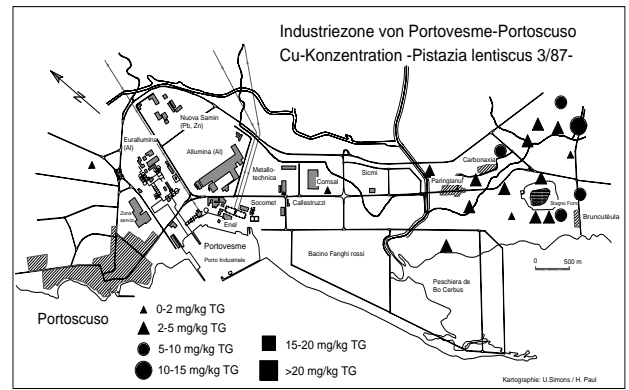 Industriezone von Portovesme-Portoscuso
Cu-Konzentration -Pistazia lentiscus 3/87-
N
Nuova Samin
(Pb, Zn)
Eurallumina
(Al)
Allumina (Al)
Metallo-
technica
Comsal
Sicmi
Carbonaxia
Paringianu
Stagno Forru
Bruncutèula
Zona
servizi
Socomet
Callestruzzi
Enel
Portovesme
Porto Industriale
Bacino Fanghi rossi
Peschiera de
Bo Cerbus
0 500 m
Portoscuso
0-2 mg/kg TG
2-5 mg/kg TG
5-10 mg/kg TG
10-15 mg/kg TG
15-20 mg/kg TG
>20 mg/kg TG
Kartographie: U.Simons / H. Paul